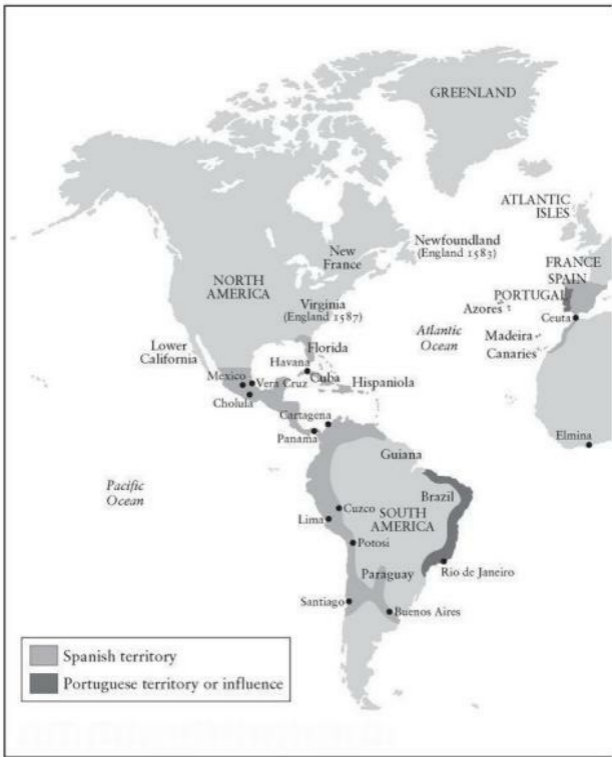 GREENLAND
ATLANTIC
ISLES
Newfoundland
(England 1583)
New
France
FRANCE
SPAIN
PORTUGAL
NORTH
AMERICA
Virginia
(England 1587)
Azores
Ceuta
Atlantic
Ocean
Madeira
Canaries
Lower
California
Florida
Havana
Cuba
Mexico
Vera Cruz
Hispaniola
Cholula
Cartagena
Panama
Elmina
Guiana
Pacific
Ocean
Brazil
Cuzco
Lima
SOUTH
AMERICA
Potosi
Paraguay
Rio de Janeiro
Santiago
Buenos Aires
Spanish territory
Portuguese territory or influence